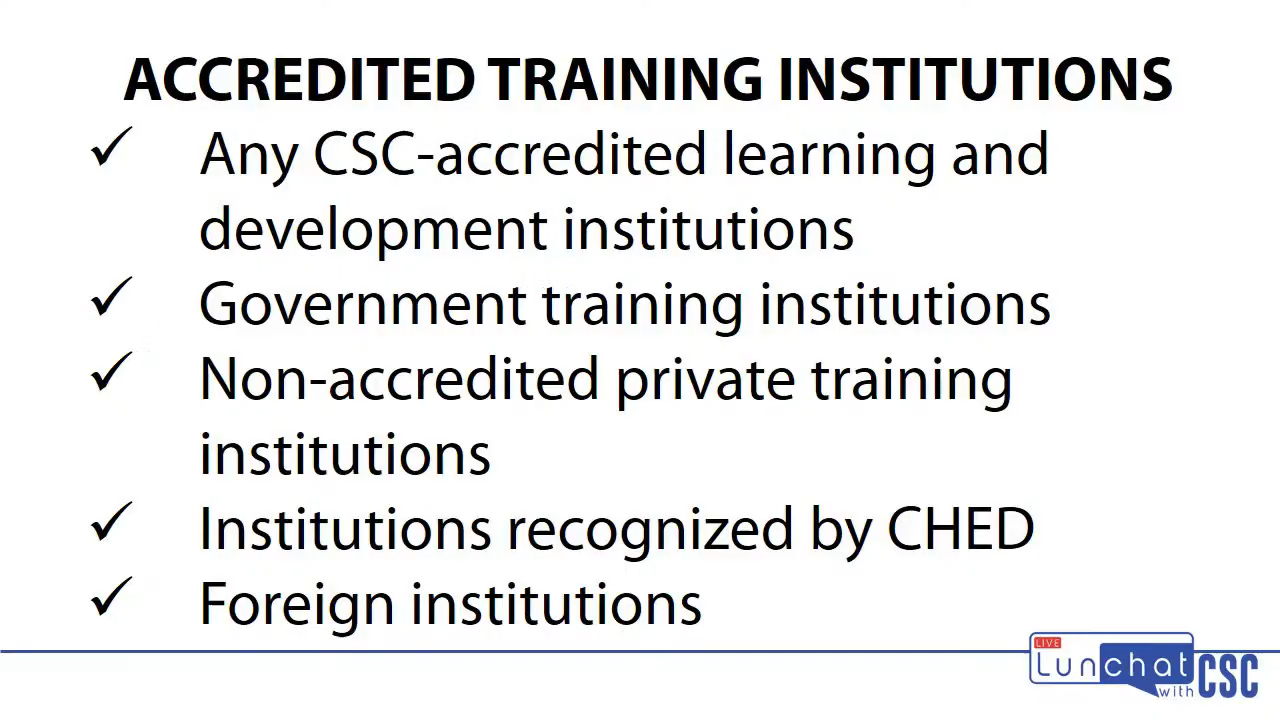 ACCREDITED TRAINING INSTITUTIONS
✓ Any CSC-accredited learning and
development institutions
✓ Government training institutions
✓ Non-accredited private training
institutions
✓ Institutions recognized by CHED
✓ Foreign institutions
LIVE
Lunchat
with CSC